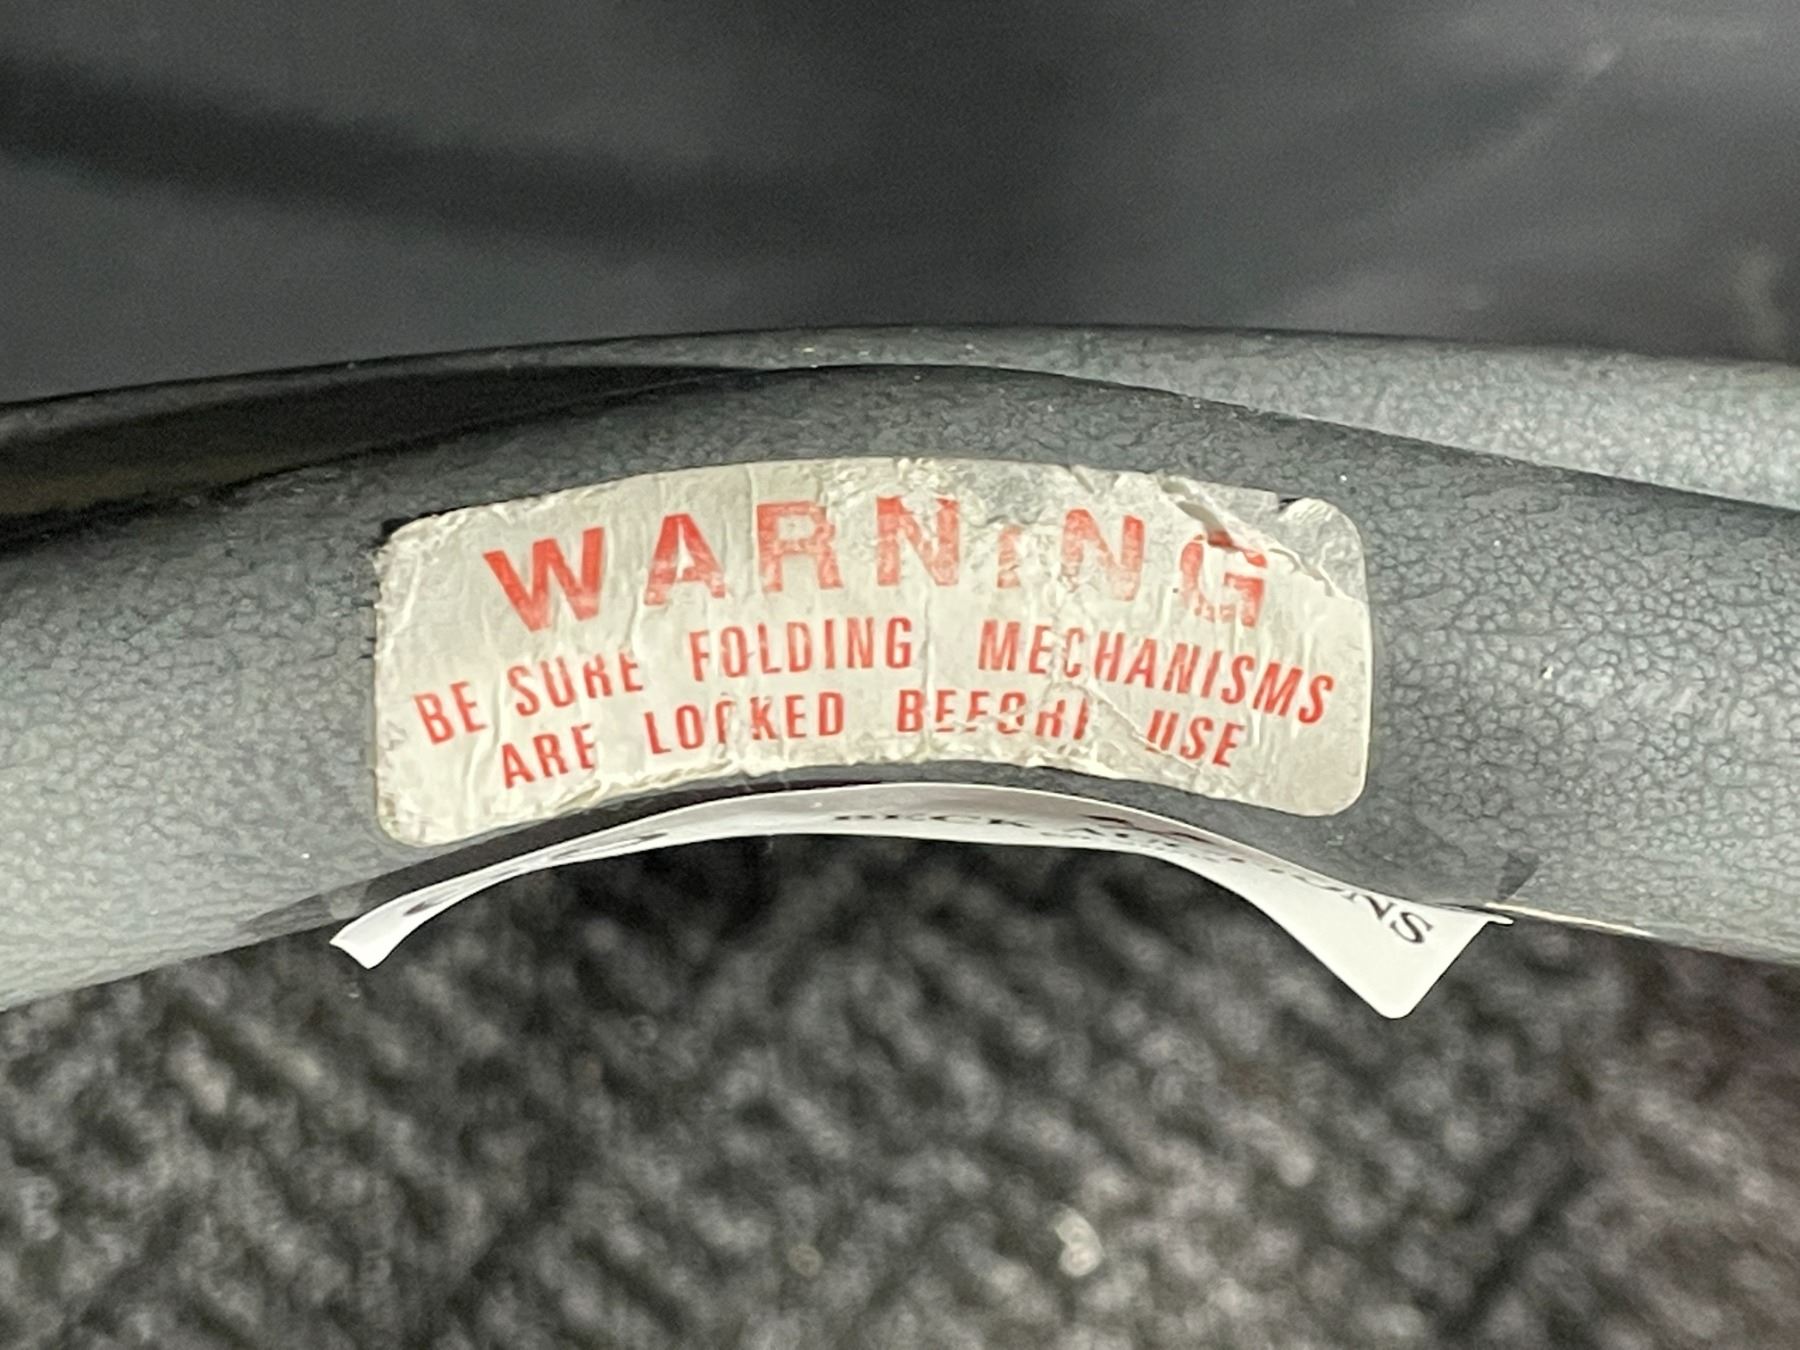 WARNING
BE SURE FOLDING MECHANISMS
ARE LOCKED BEFORE USE